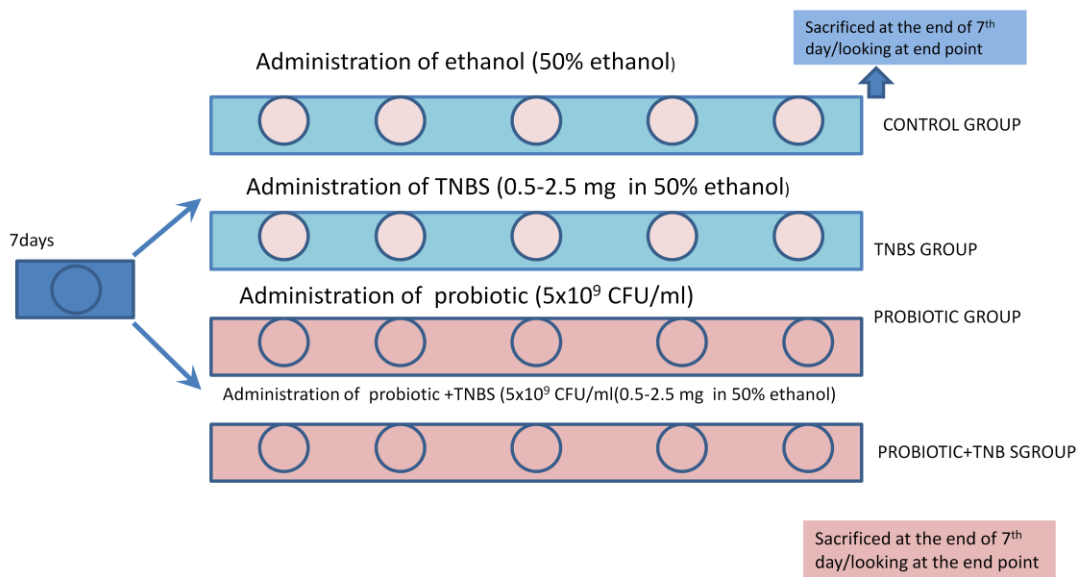 Sacrificed at the end of 7th
day/looking at end point
Administration of ethanol (50% ethanol)
CONTROL GROUP
Administration of TNBS (0.5-2.5 mg in 50% ethanol)
7days
TNBS GROUP
Administration of probiotic (5x10⁹ CFU/ml)
PROBIOTIC GROUP
Administration of probiotic +TNBS (5x10⁹ CFU/ml(0.5-2.5 mg in 50% ethanol)
PROBIOTIC+TNB SGROUP
Sacrificed at the end of 7th
day/looking at the end point